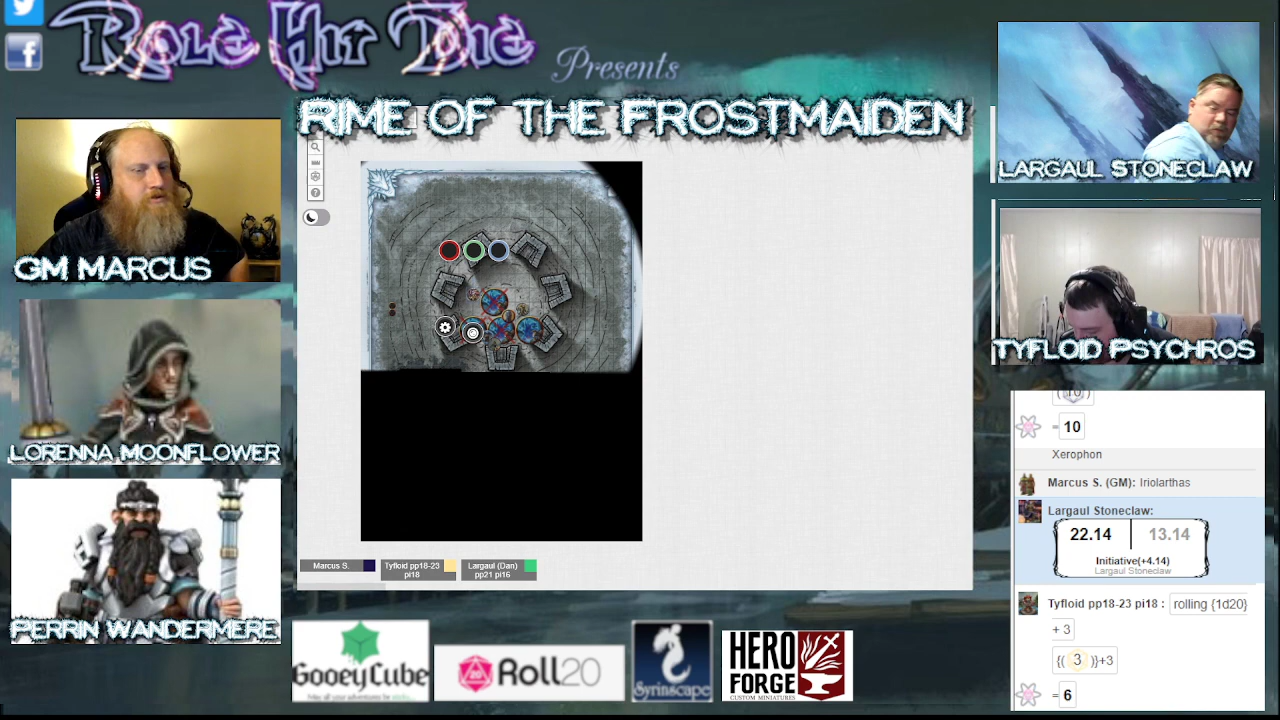 Role Hit Die
Presents
RIME OF THE FROSTMAIDEN
GM MARCUS
LORENNA MOONFLOWER
PERRIN WANDERMERE
LARGAUL STONECLAW
TYFLOID PSYCHROS
(10)
= 10
Xerophon
Marcus S. (GM): Iriolarthas
Largaul Stoneclaw:
22.14 13.14
Initiative(+4.14)
Largaul Stoneclaw
Tyfloid pp18-23 pi18 : rolling {1d20}
+ 3
{( 3 )}+3
= 6
Marcus S.
Tyfloid pp18-23
pi18
Largaul (Dan)
pp21 pi16
GooeyCube
Roll20
Syrinscape
HERO
FORGE
CUSTOM MINIATURES